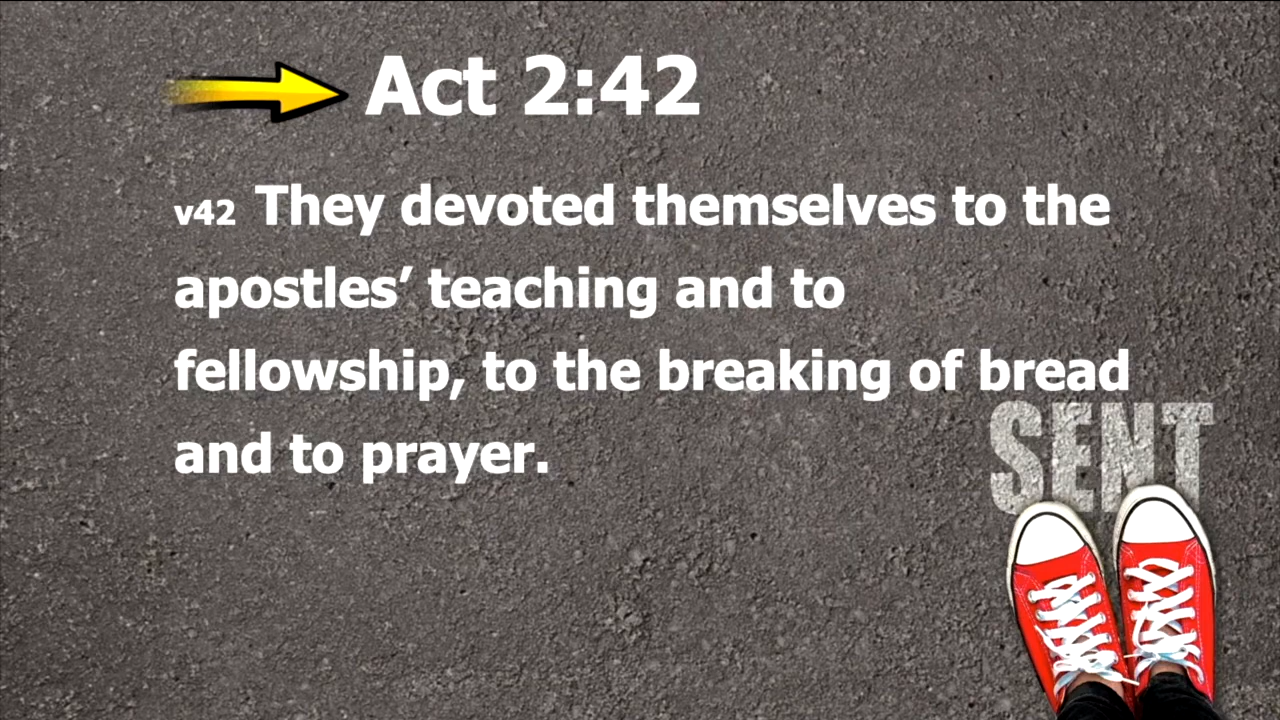 Act 2:42
v42 They devoted themselves to the
apostles’ teaching and to
fellowship, to the breaking of bread
and to prayer.
SENT